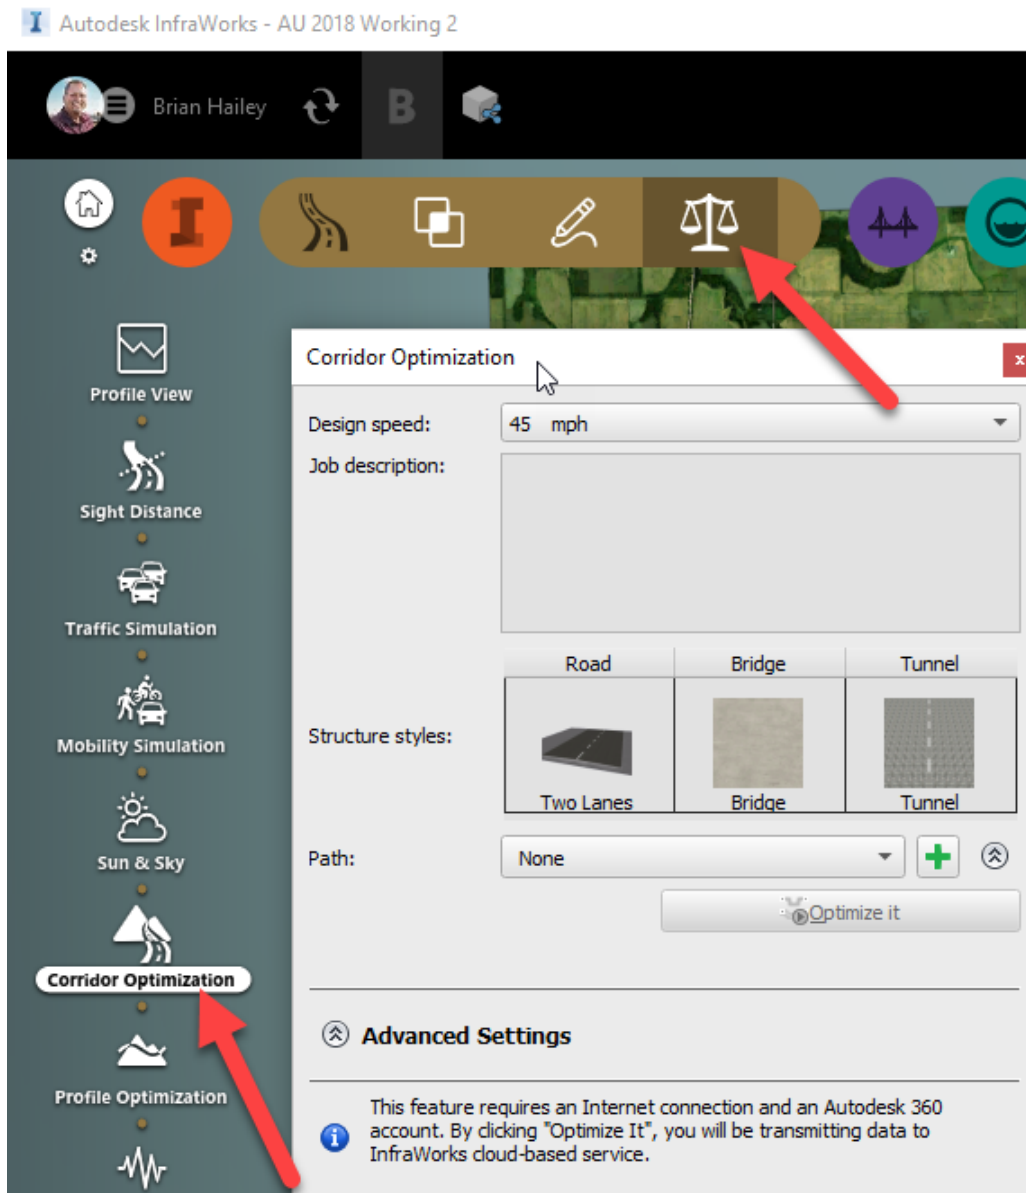 Autodesk InfraWorks - AU 2018 Working 2
Brian Hailey
B
I
Profile View
Sight Distance
Traffic Simulation
Mobility Simulation
Sun & Sky
Corridor Optimization
Profile Optimization
Corridor Optimization
x
Design speed:
45 mph
Job description:
Road Bridge Tunnel
Structure styles:
Two Lanes Bridge Tunnel
Path:
None
Optimize it
Advanced Settings
This feature requires an Internet connection and an Autodesk 360
account. By clicking "Optimize It", you will be transmitting data to
InfraWorks cloud-based service.